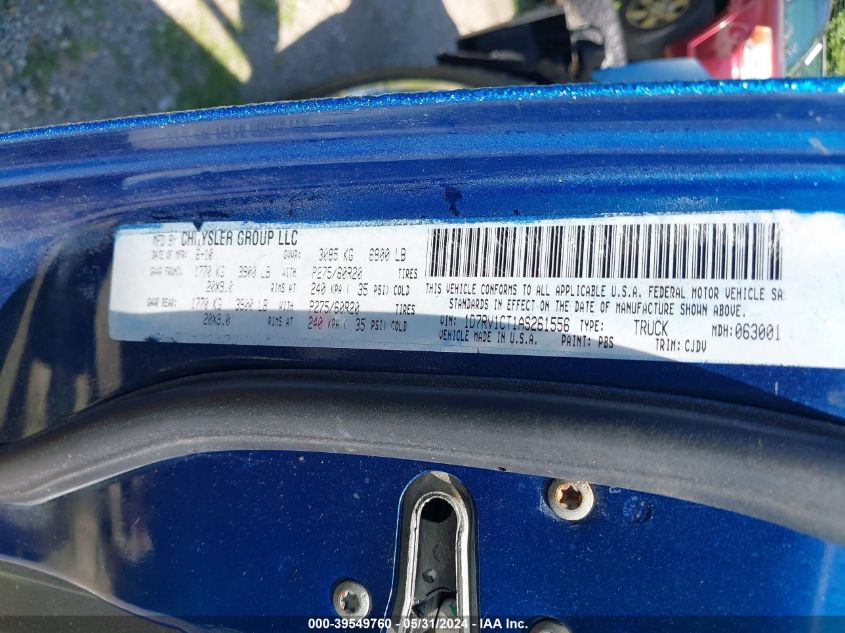 MFD BY CHRYSLER GROUP LLC
DATE OF MFR: 6-10 GVWR: 3085 KG 6800 LB
GAWR FRONT: 1770 KG 3900 LB WITH P275/60R20 TIRES
20X9.0 RIMS AT 240 KPA ( 35 PSI) COLD
GAWR REAR: 1770 KG 3900 LB WITH P275/60R20 TIRES
20X9.0 RIMS AT 240 KPA ( 35 PSI) COLD
THIS VEHICLE CONFORMS TO ALL APPLICABLE U.S.A. FEDERAL MOTOR VEHICLE SA
STANDARDS IN EFFECT ON THE DATE OF MANUFACTURE SHOWN ABOVE.
VIN: 1D7RV1CT1AS261556 TYPE: TRUCK MDH:063001
VEHICLE MADE IN U.S.A. PAINT: PBS TRIM: CJDV
000-39549760 - 05/31/2024 - IAA Inc.